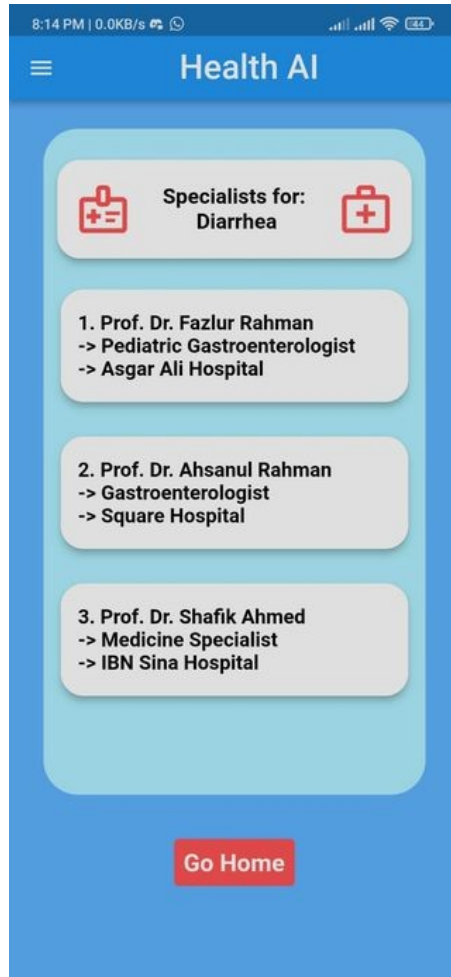 8:14 PM | 0.0KB/s
44
Health AI
Specialists for:
Diarrhea
1. Prof. Dr. Fazlur Rahman
-> Pediatric Gastroenterologist
-> Asgar Ali Hospital
2. Prof. Dr. Ahsanul Rahman
-> Gastroenterologist
-> Square Hospital
3. Prof. Dr. Shafik Ahmed
-> Medicine Specialist
-> IBN Sina Hospital
Go Home